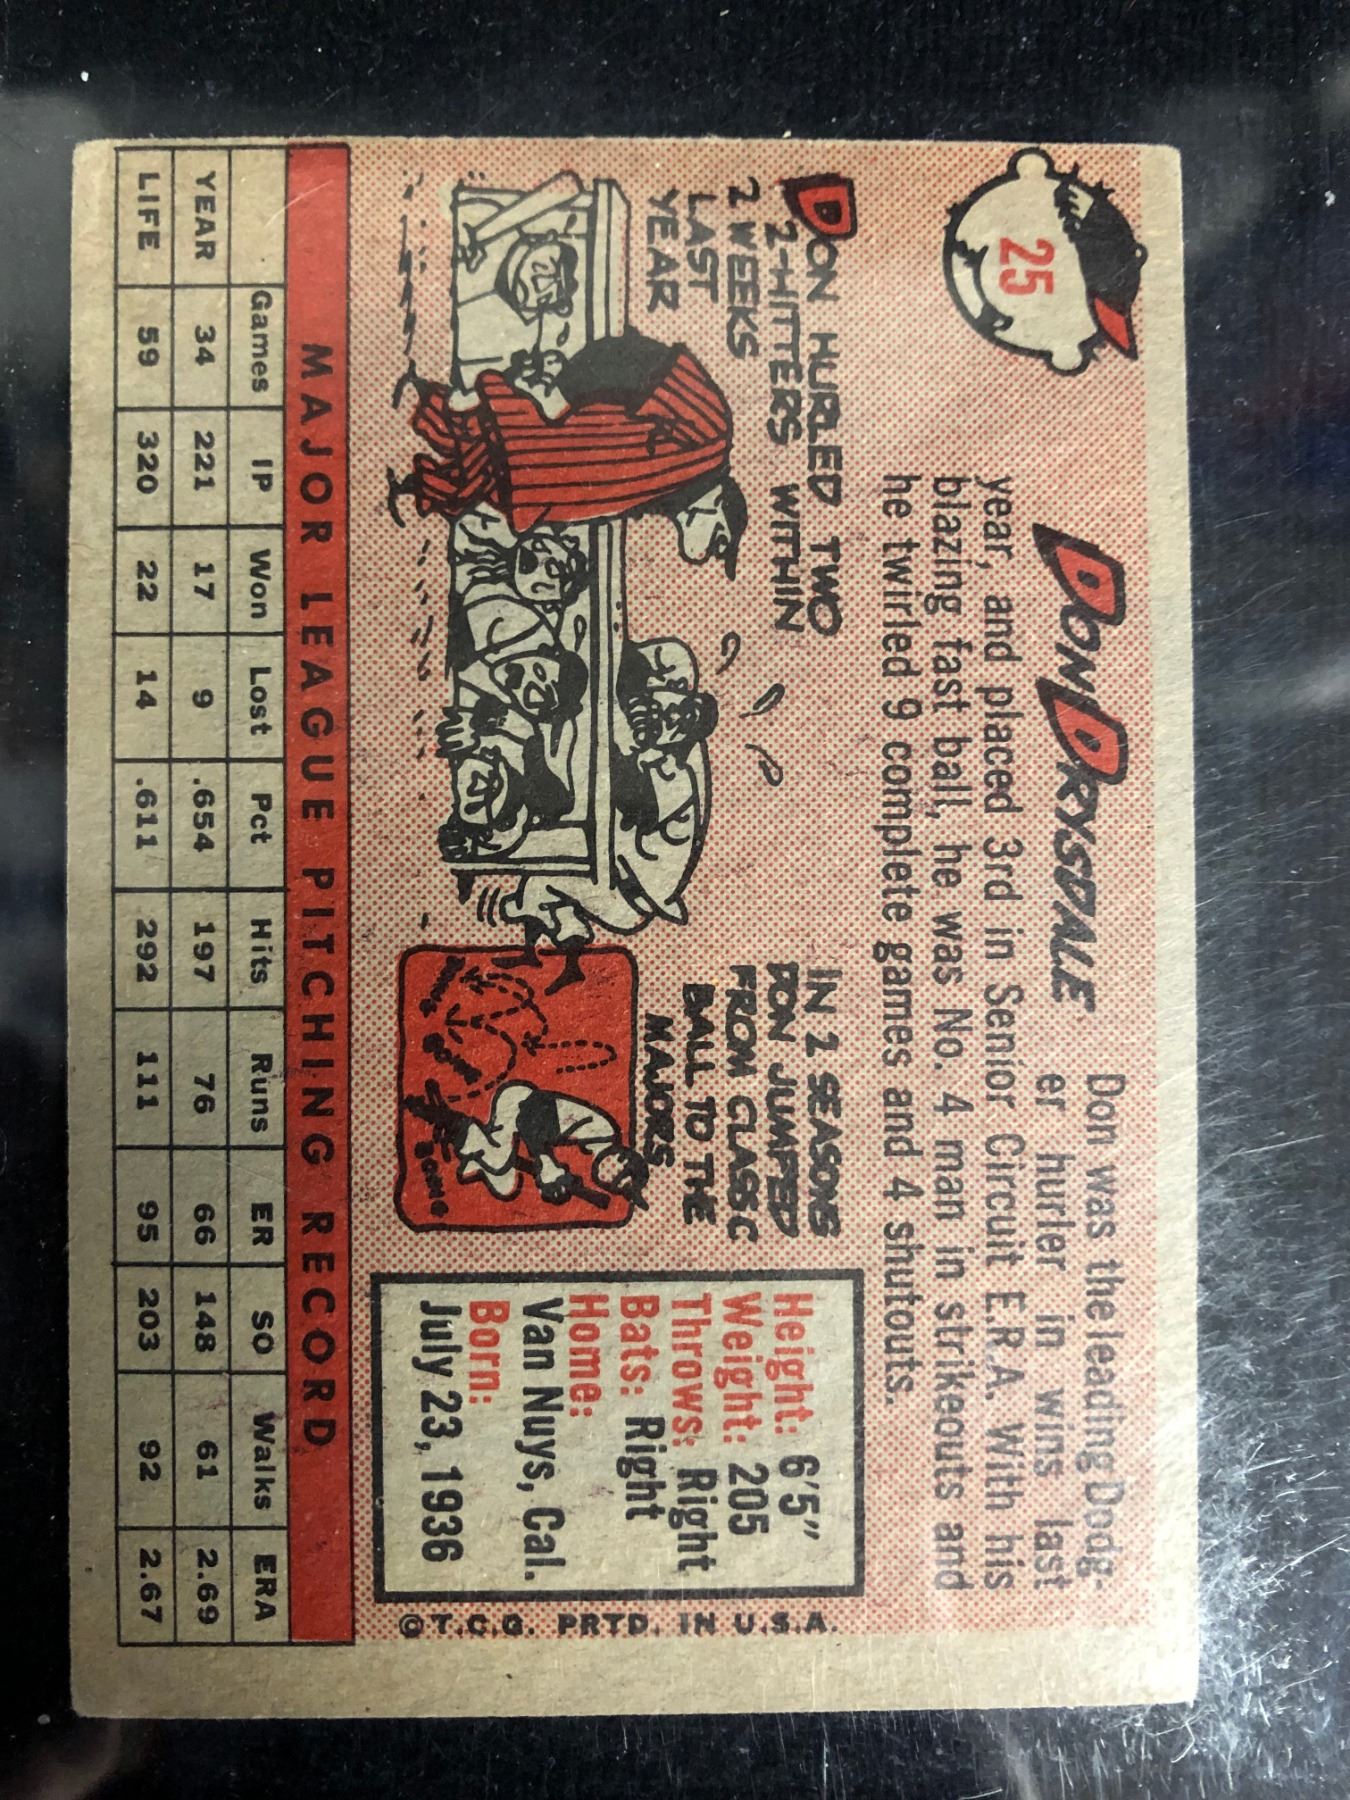 25
DON DRYSDALE
Don was the leading Dodg-
er hurler in wins last
year, and placed 3rd in Senior Circuit E.R.A. With his
blazing fast ball, he was No. 4 man in strikeouts and
he twirled 9 complete games and 4 shutouts.
DON HURLED TWO
2-HITTERS WITHIN
2 WEEKS
LAST
YEAR
IN 2 SEASONS
DON JUMPED
FROM CLASS C
BALL TO THE
MAJORS
BOING
Height: 6'5"
Weight: 205
Throws: Right
Bats: Right
Home:
Van Nuys, Cal.
Born:
July 23, 1936
©T.C.G. PRTD. IN U.S.A.
MAJOR LEAGUE PITCHING RECORD
Games IP Won Lost Pct Hits Runs ER SO Walks ERA
YEAR 34 221 17 9 .654 197 76 66 148 61 2.69
LIFE 59 320 22 14 .611 292 111 95 203 92 2.67